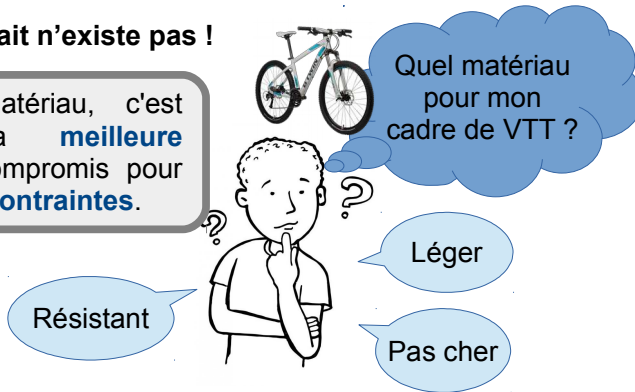 ait n’existe pas !
atériau, c'est
a meilleure
ompromis pour
ontraintes.
Quel matériau
pour mon
cadre de VTT ?
?
?
Léger
Résistant
Pas cher